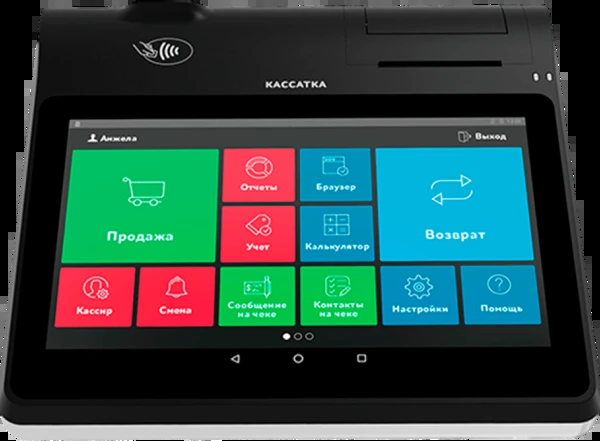 КАССАТКА
Анжела
Выход
Продажа
Отчеты
Браузер
Возврат
Учет
Калькулятор
Кассир
Смена
Сообщение
на чеке
Контакты
на чеке
Настройки
Помощь